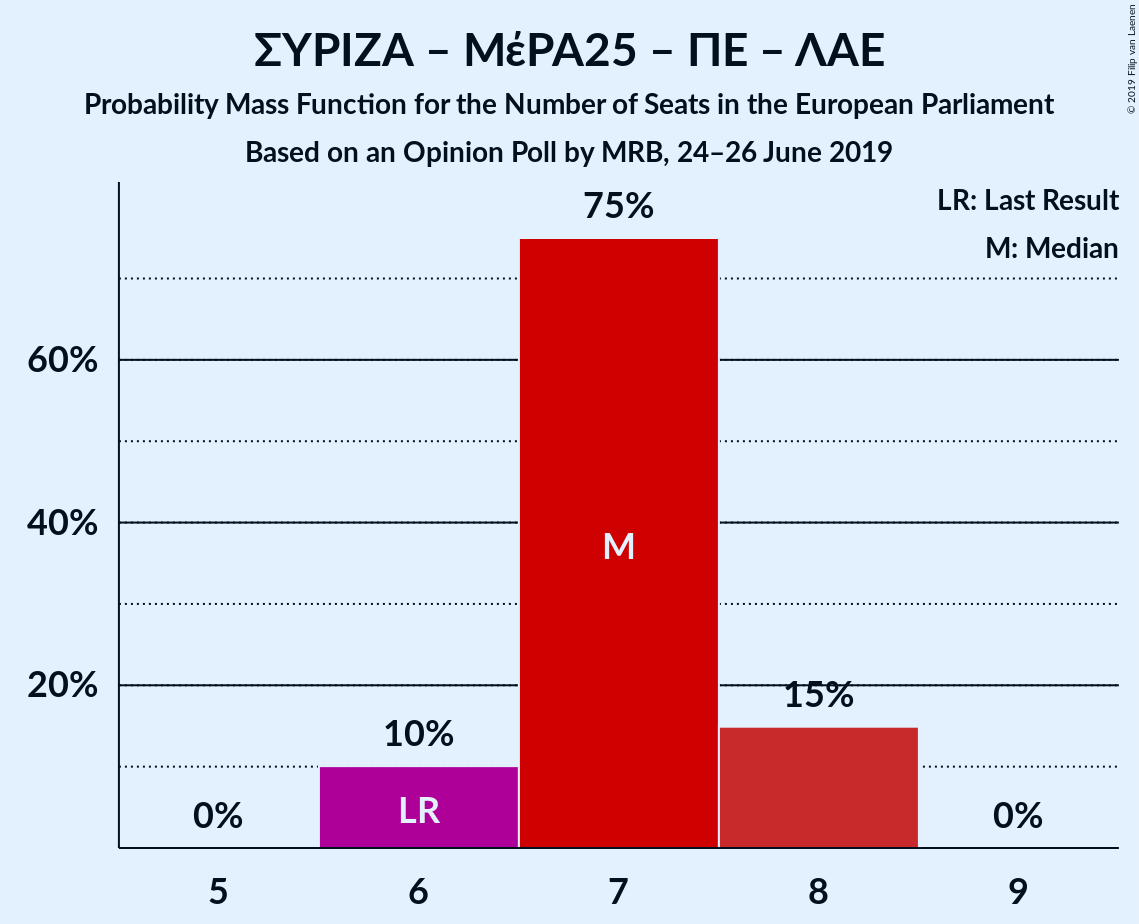 ΣΥΡΙΖΑ – ΜέΡΑ25 – ΠΕ – ΛΑΕ
Probability Mass Function for the Number of Seats in the European Parliament
Based on an Opinion Poll by MRB, 24–26 June 2019
© 2019 Filip van Laenen
LR: Last Result
M: Median
75%
60%
40%
20%
M
15%
10%
LR
0%
0%
5 6 7 8 9